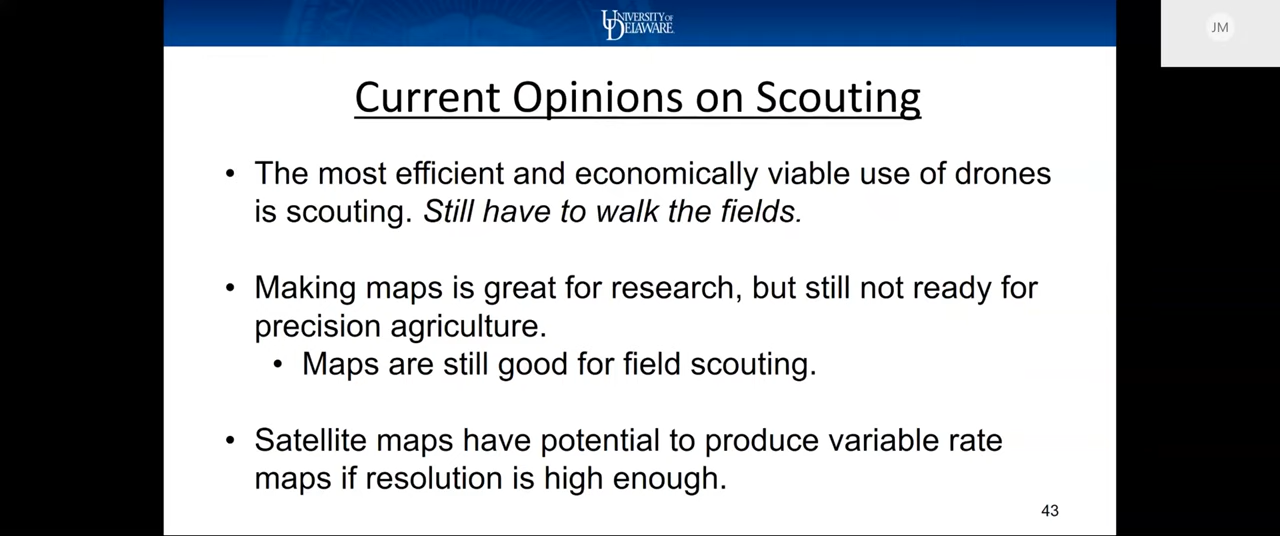 UNIVERSITY OF
DELAWARE
JM
Current Opinions on Scouting
• The most efficient and economically viable use of drones
is scouting. Still have to walk the fields.
• Making maps is great for research, but still not ready for
precision agriculture.
• Maps are still good for field scouting.
• Satellite maps have potential to produce variable rate
maps if resolution is high enough.
43